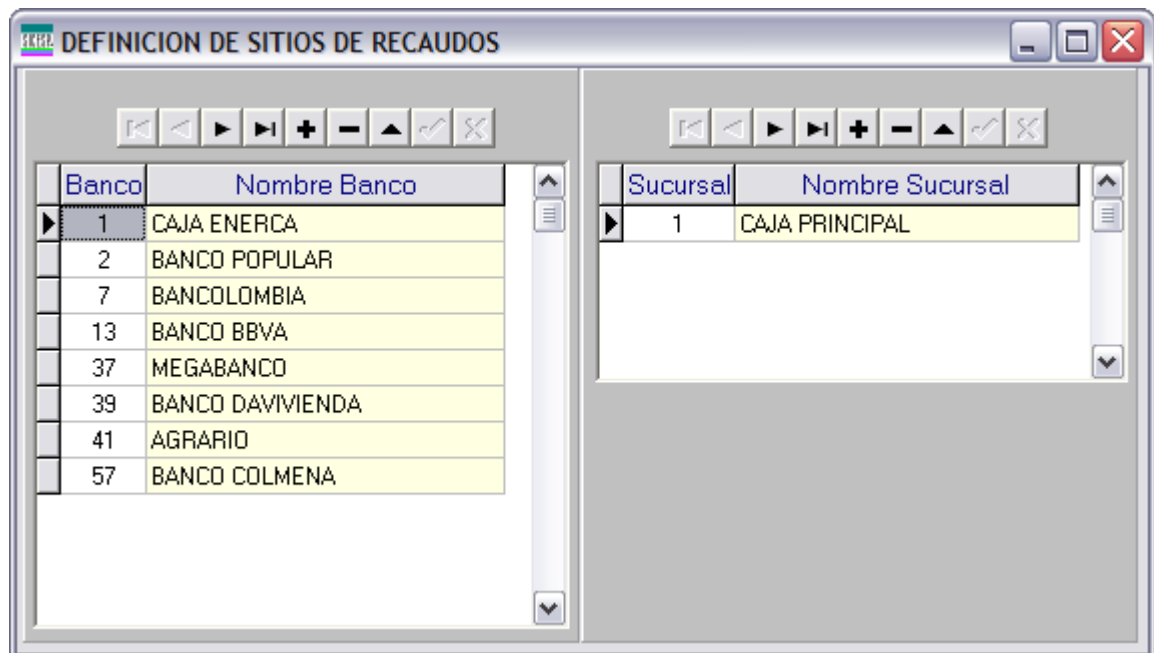 DEFINICION DE SITIOS DE RECAUDOS
Banco Nombre Banco
1 CAJA ENERCA
2 BANCO POPULAR
7 BANCOLOMBIA
13 BANCO BBVA
37 MEGABANCO
39 BANCO DAVIVIENDA
41 AGRARIO
57 BANCO COLMENA
Sucursal Nombre Sucursal
1 CAJA PRINCIPAL